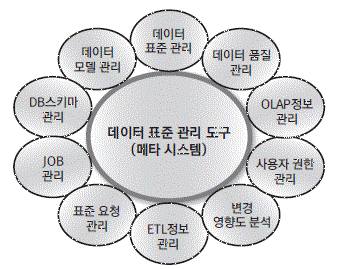 데이터
표준 관리
데이터 품질
관리
OLAP정보
관리
사용자 권한
관리
변경
영향도 분석
ETL정보
관리
표준 요청
관리
JOB
관리
DB스키마
관리
데이터
모델 관리
데이터 표준 관리 도구
(메타 시스템)